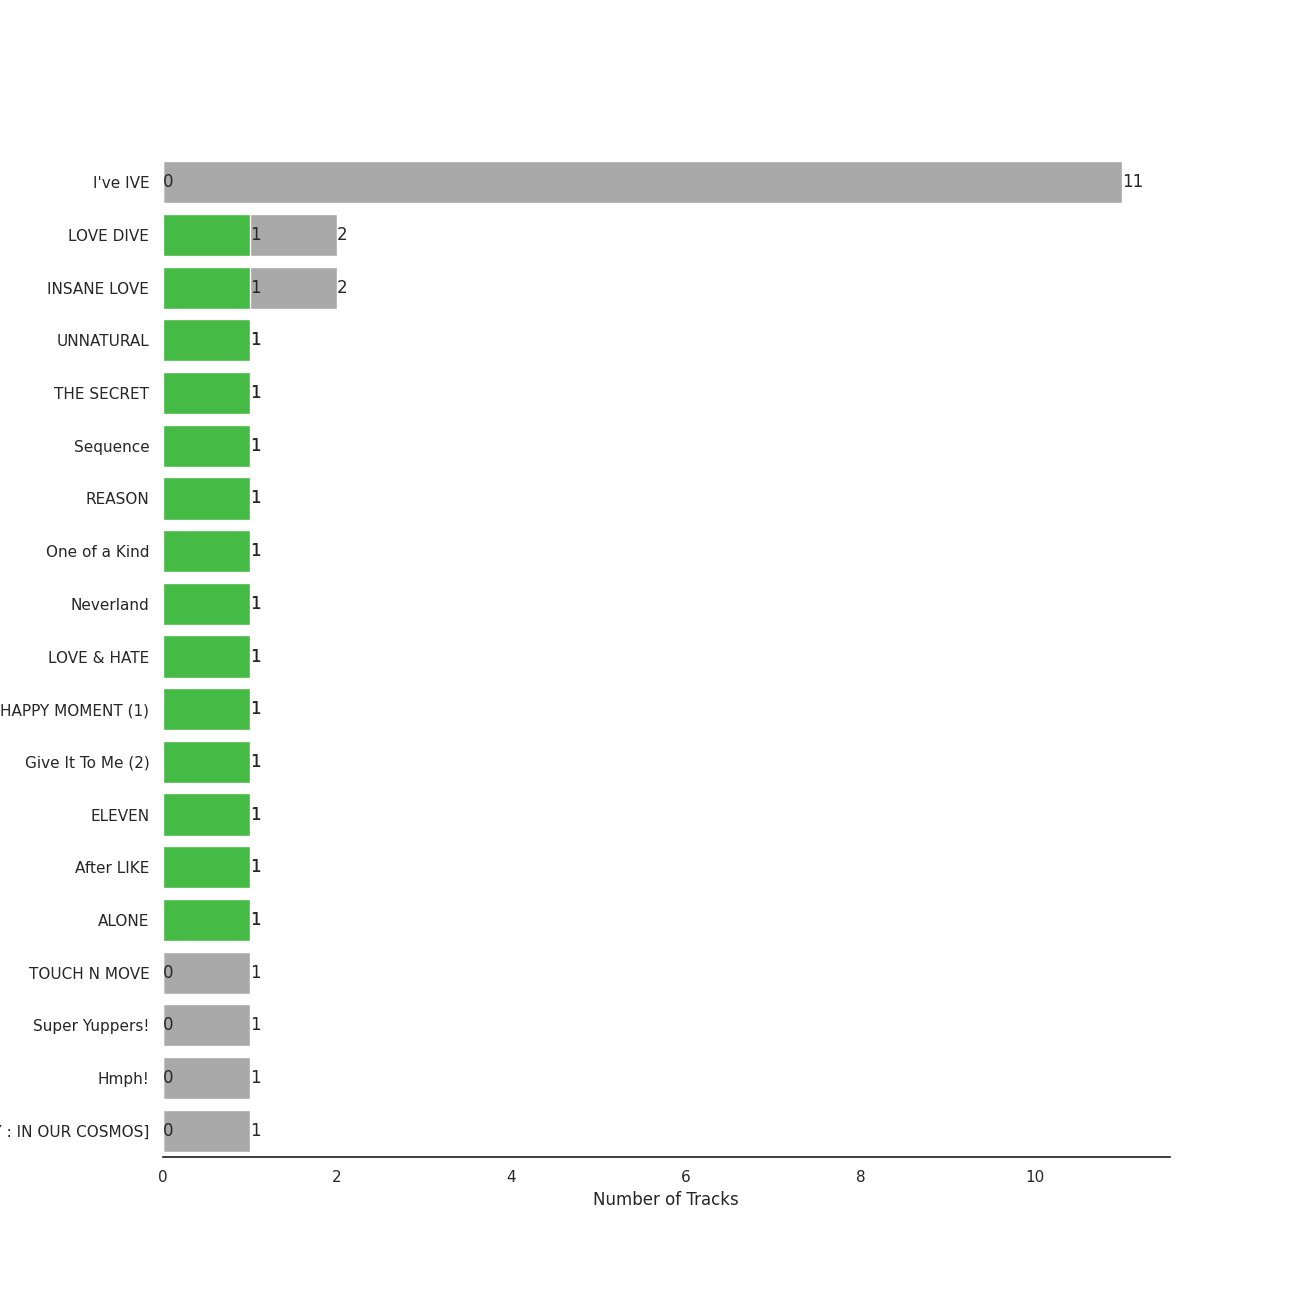 I've IVE 0 11
LOVE DIVE 1 2
INSANE LOVE 1 2
UNNATURAL 1
THE SECRET 1
Sequence 1
REASON 1
One of a Kind 1
Neverland 1
LOVE & HATE 1
HAPPY MOMENT (1) 1
Give It To Me (2) 1
ELEVEN 1
After LIKE 1
ALONE 1
TOUCH N MOVE 0 1
Super Yuppers! 0 1
Hmph! 0 1
: IN OUR COSMOS] 0 1
0 2 4 6 8 10
Number of Tracks